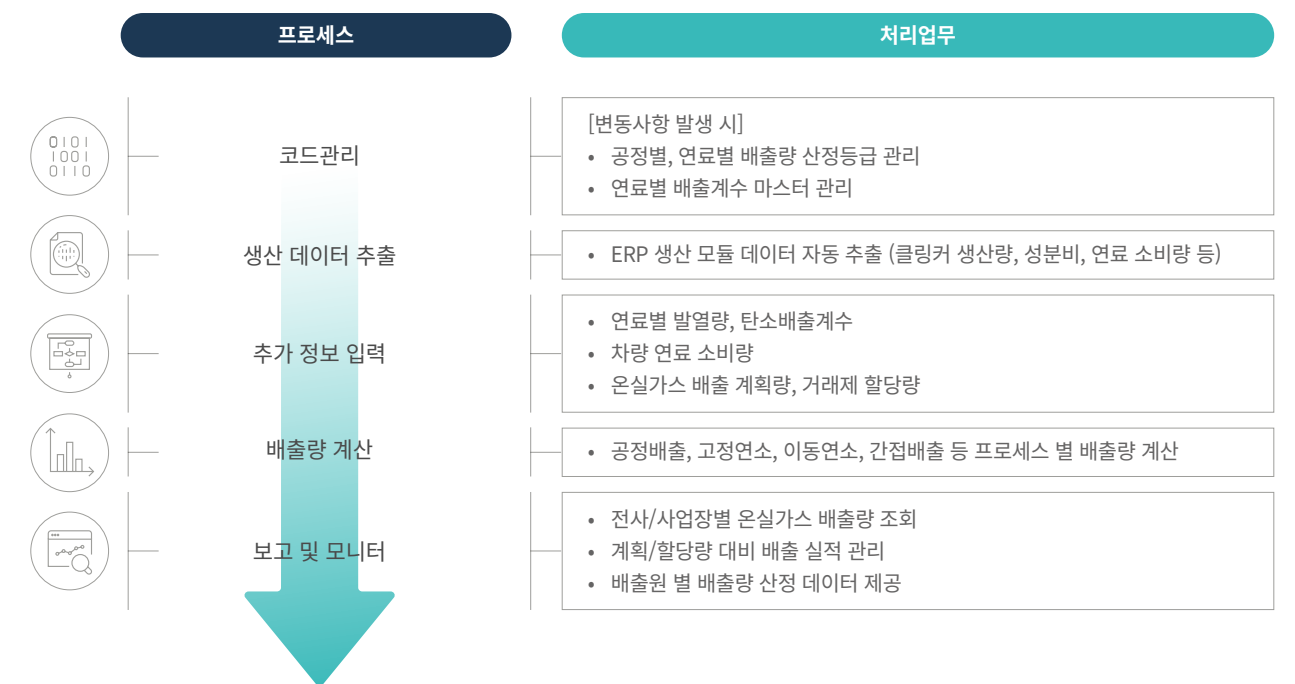 프로세스
처리업무
0101
1001
0110
코드관리
[변동사항 발생 시]
• 공정별, 연료별 배출량 산정등급 관리
• 연료별 배출계수 마스터 관리
생산 데이터 추출
• ERP 생산 모듈 데이터 자동 추출 (클링커 생산량, 성분비, 연료 소비량 등)
추가 정보 입력
• 연료별 발열량, 탄소배출계수
• 차량 연료 소비량
• 온실가스 배출 계획량, 거래제 할당량
배출량 계산
• 공정배출, 고정연소, 이동연소, 간접배출 등 프로세스 별 배출량 계산
보고 및 모니터
• 전사/사업장별 온실가스 배출량 조회
• 계획/할당량 대비 배출 실적 관리
• 배출원 별 배출량 산정 데이터 제공